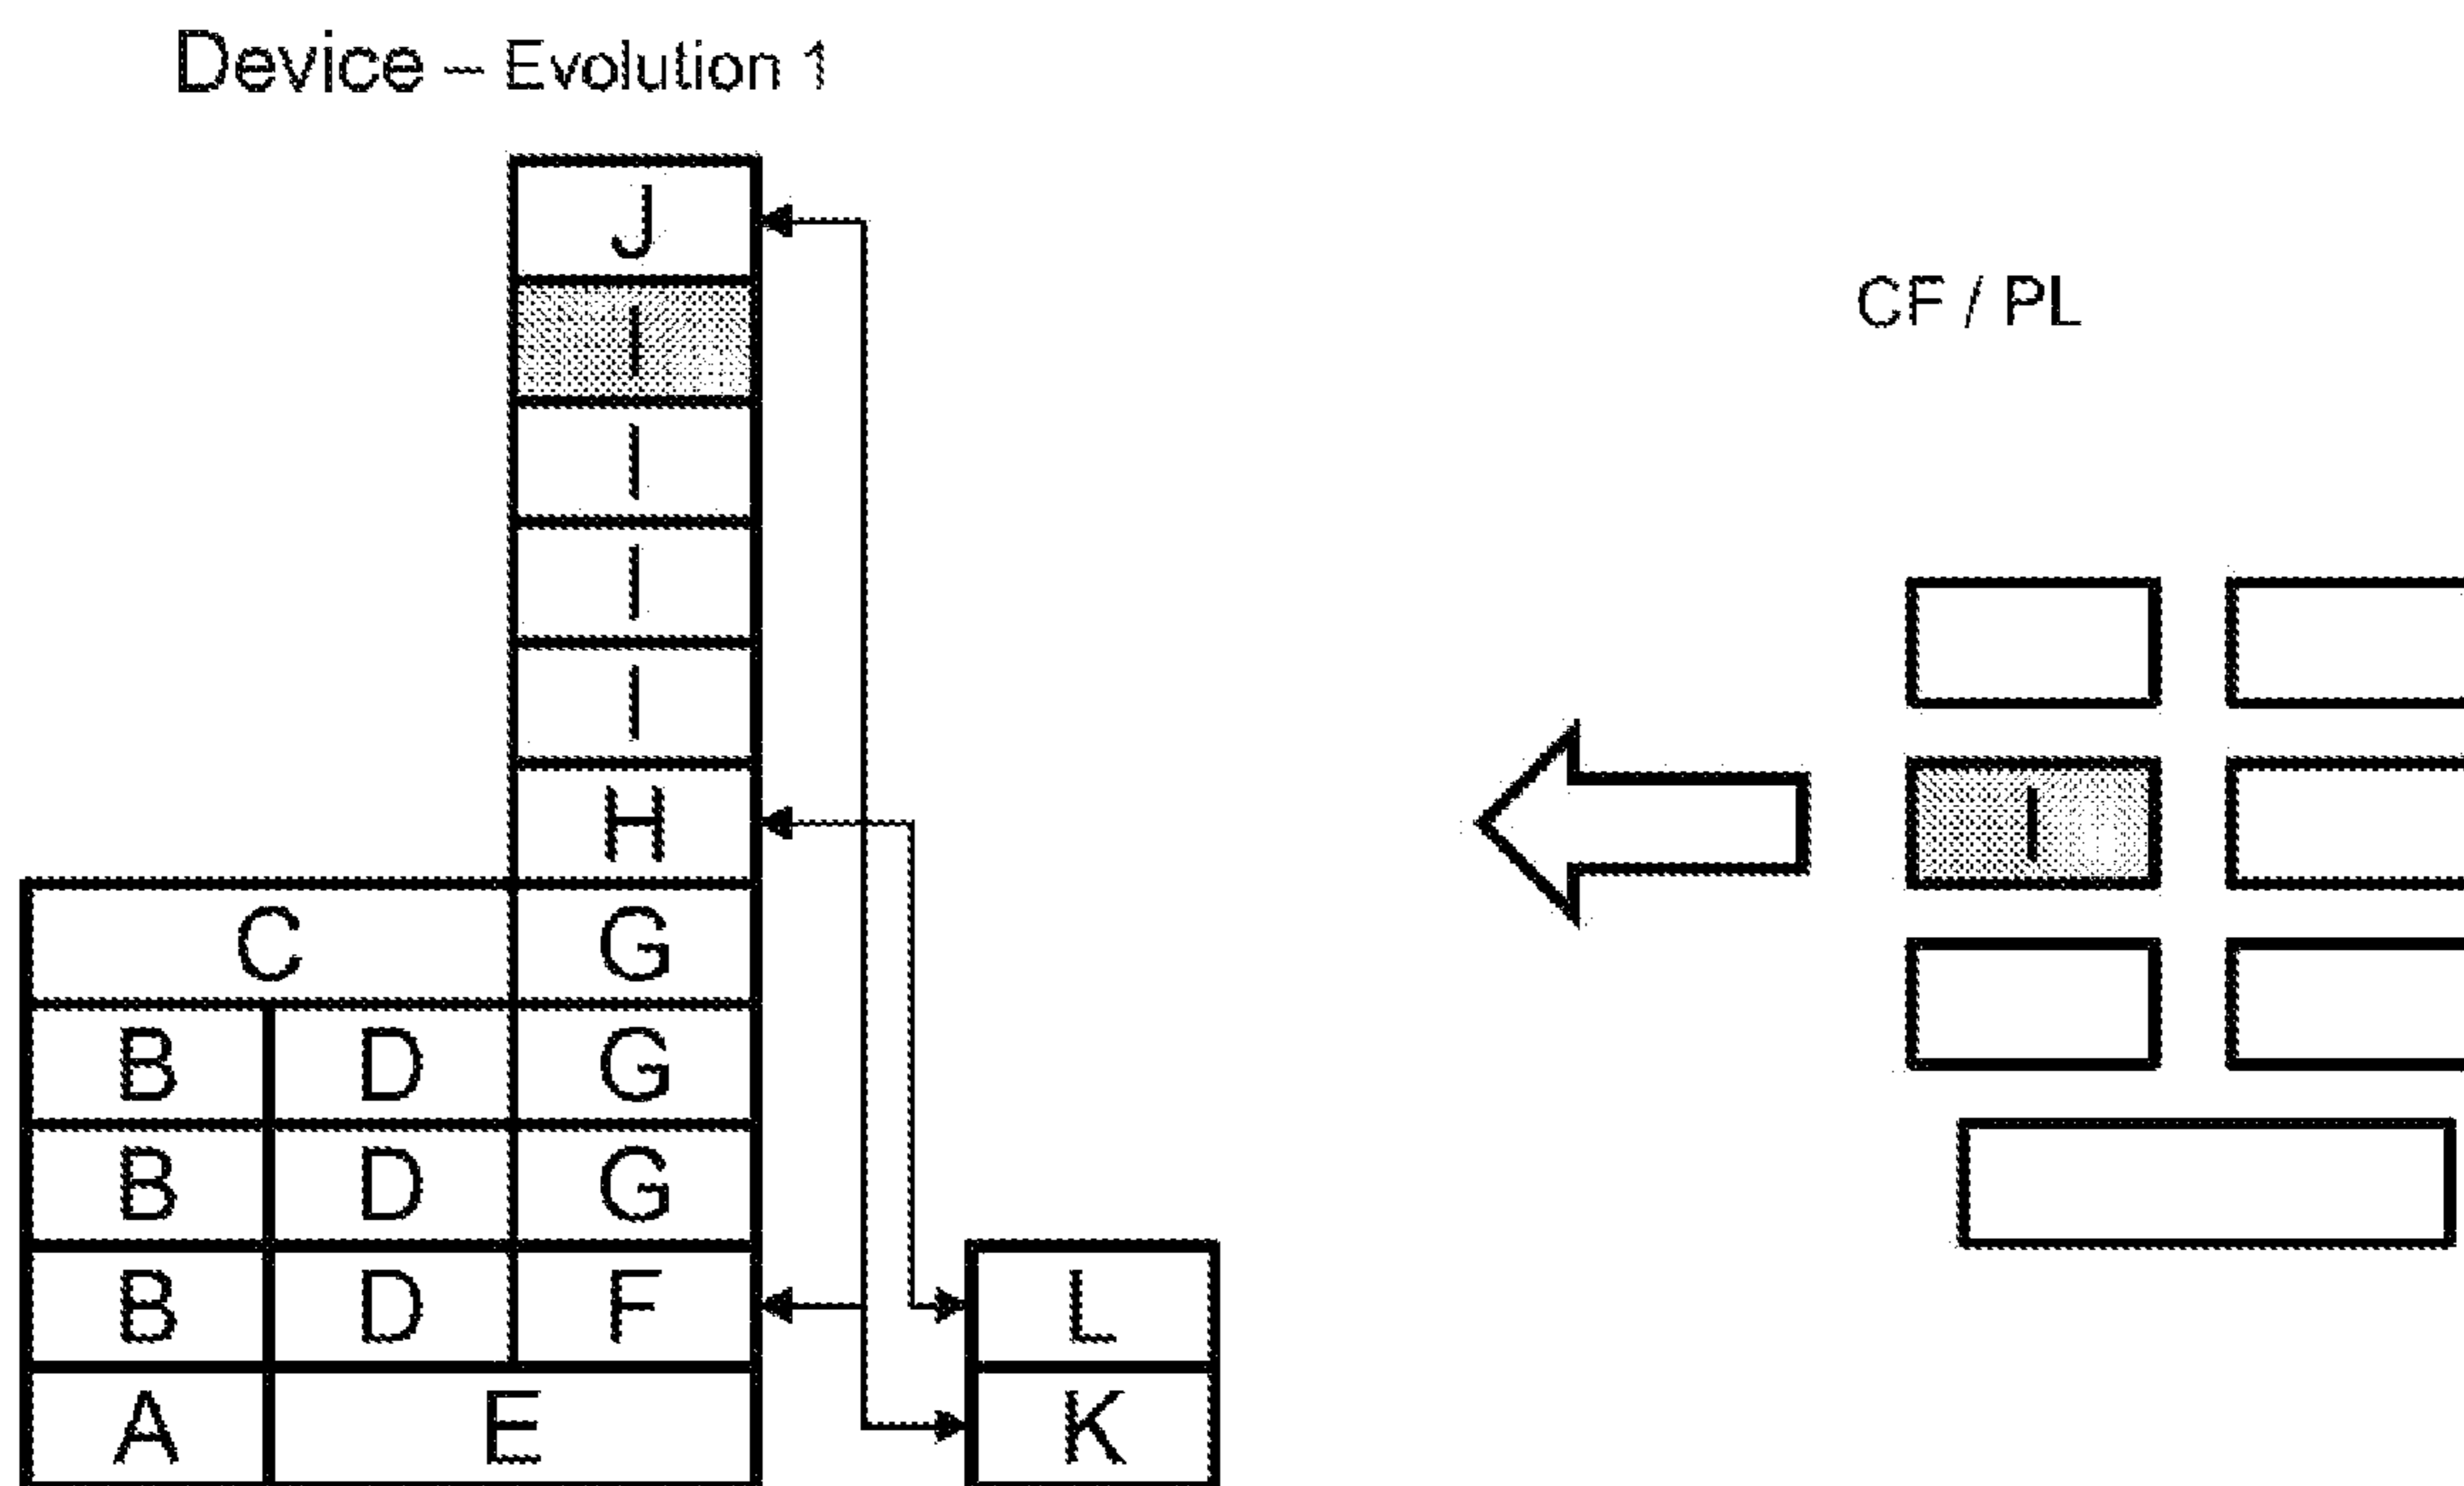 Device – Evolution 1
CF / PL
J
I
I
I
I
H
I
C G
B D G
B D G
B D F L
A E K